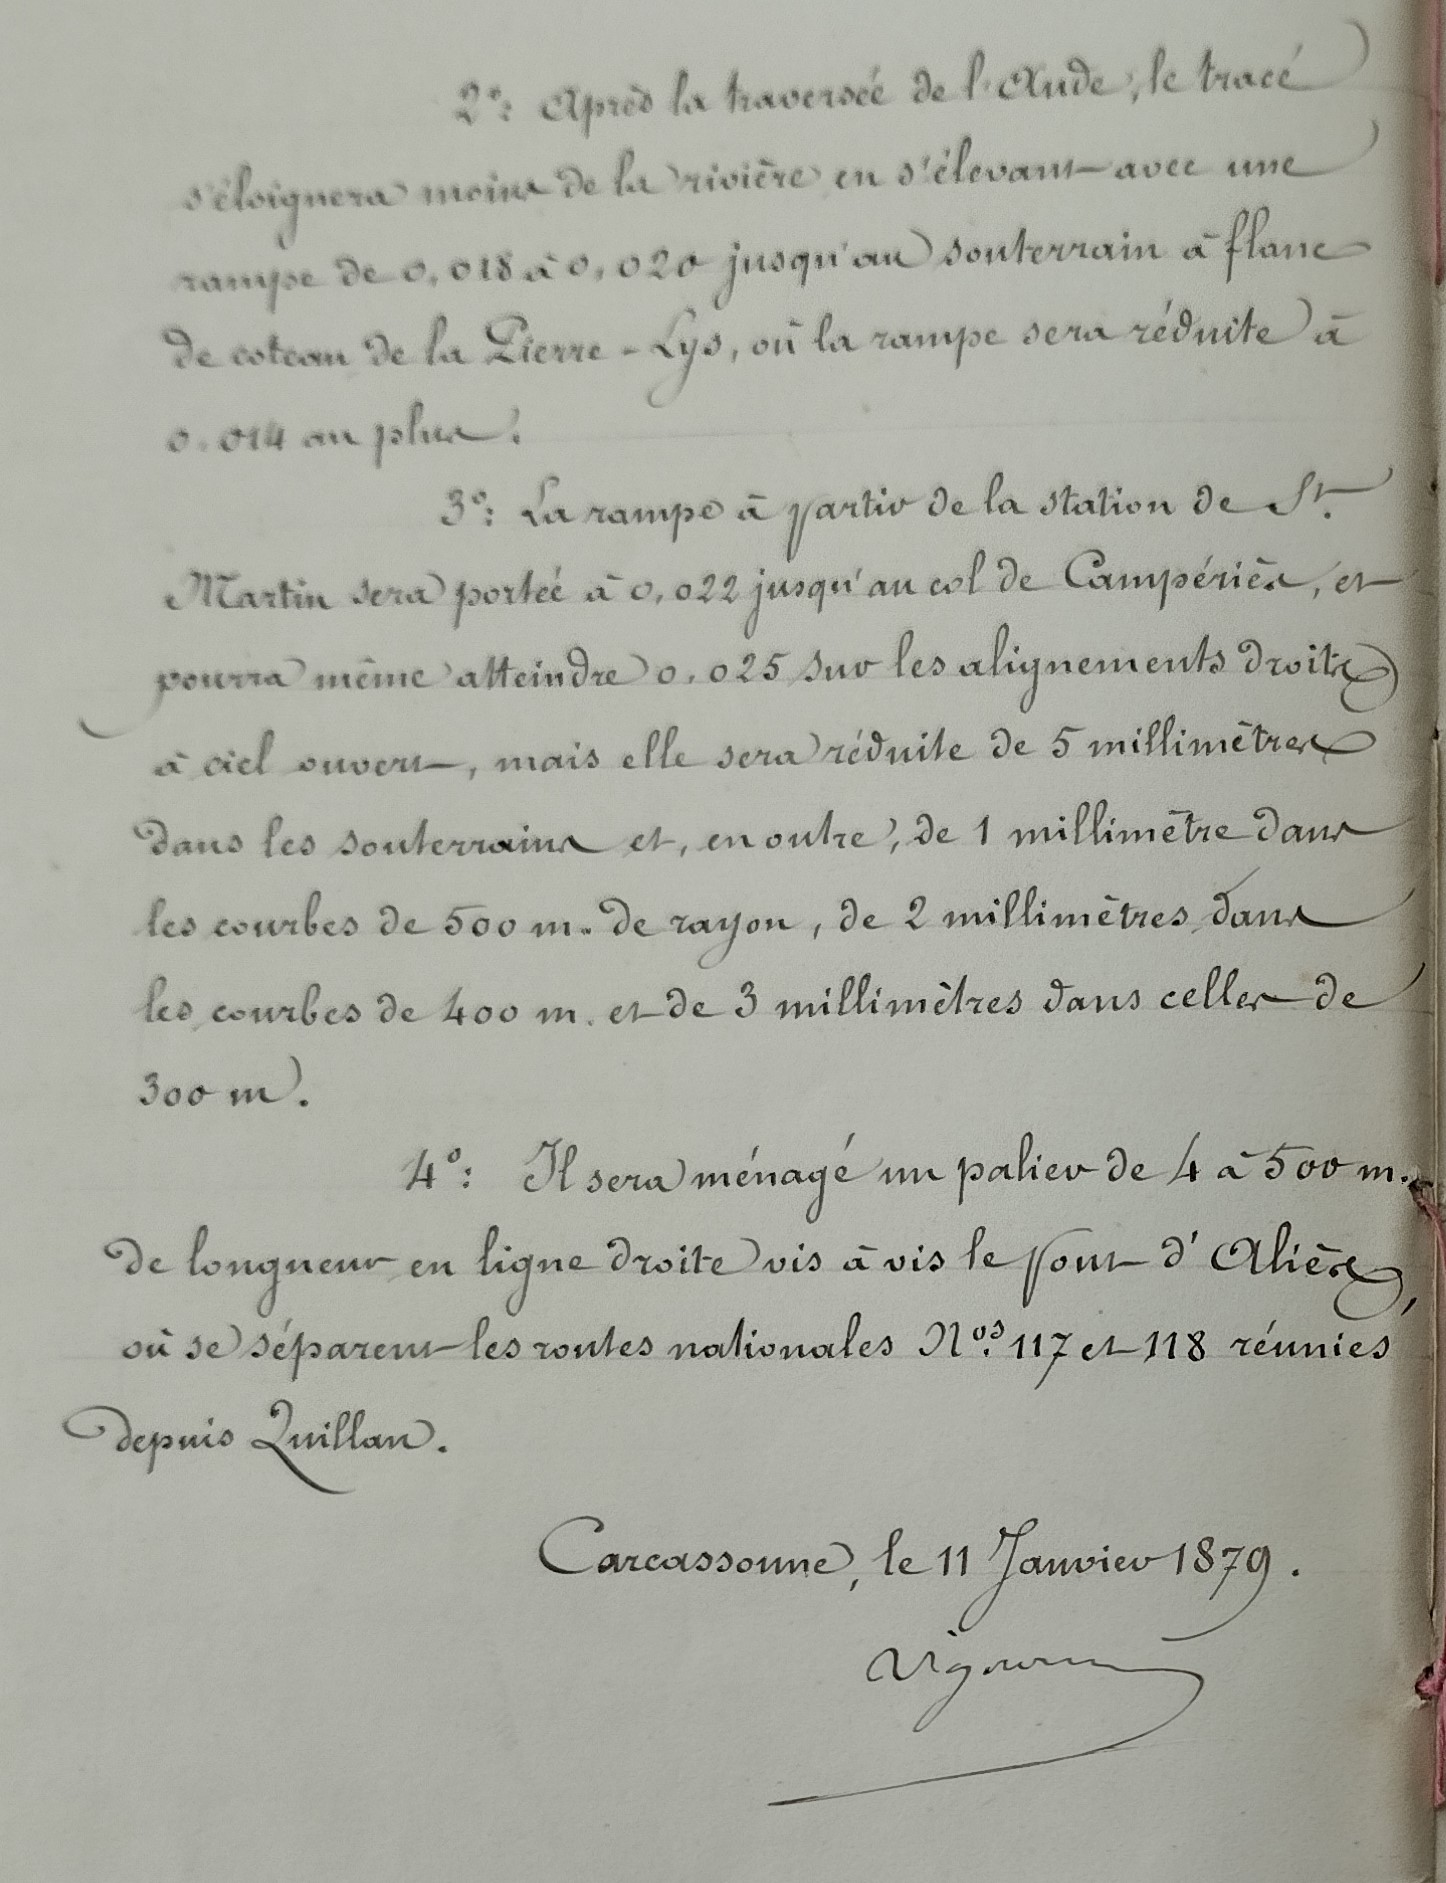 2°: Après la traversée de l'Aude, le tracé
s'éloignera moins de la rivière en s'élevant avec une
rampe de 0,018 à 0,020 jusqu'au souterrain à flanc
de coteau de la Pierre-Lys, où la rampe sera réduite à
0.014 au plus.
3°: La rampe à partir de la station de St.
Martin sera portée à 0,022 jusqu'au col de Campériès, et
pourra même atteindre 0,025 sur les alignements droits
à ciel ouvert, mais elle sera réduite de 5 millimètres
dans les souterrains et, en outre, de 1 millimètre dans
les courbes de 500 m. de rayon, de 2 millimètres dans
les courbes de 400 m. et de 3 millimètres dans celles de
300 m.
4°: Il sera ménagé un palier de 4 à 500 m.
de longueur en ligne droite vis à vis le pont d'Aliès,
où se séparent les routes nationales Nos. 117 et 118 réunies
depuis Quillan.
Carcassonne, le 11 Janvier 1879.